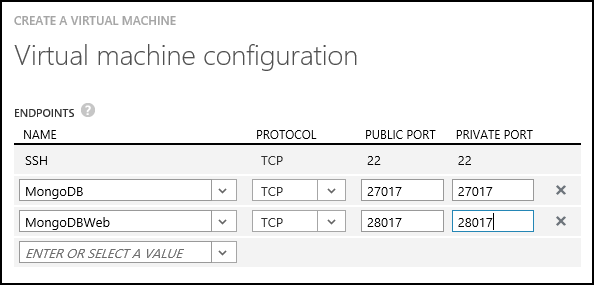 CREATE A VIRTUAL MACHINE
Virtual machine configuration
ENDPOINTS ?
NAME PROTOCOL PUBLIC PORT PRIVATE PORT
SSH TCP 22 22
MongoDB TCP 27017 27017
MongoDBWeb TCP 28017 28017
ENTER OR SELECT A VALUE